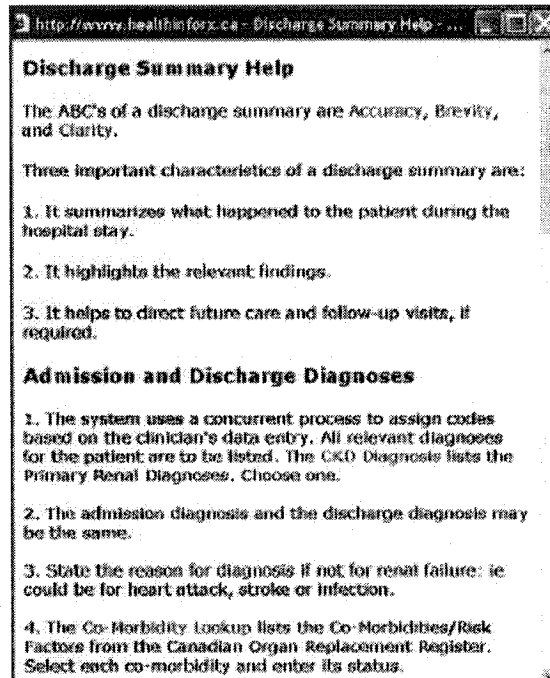 http://www.healthinforx.ca - Discharge Summary Help - ...
Discharge Summary Help
The ABC's of a discharge summary are Accuracy, Brevity,
and Clarity.
Three important characteristics of a discharge summary are:
1. It summarizes what happened to the patient during the
hospital stay.
2. It highlights the relevant findings.
3. It helps to direct future care and follow-up visits, if
required.
Admission and Discharge Diagnoses
1. The system uses a concurrent process to assign codes
based on the clinician's data entry. All relevant diagnoses
for the patient are to be listed. The CKD Diagnosis lists the
Primary Renal Diagnoses. Choose one.
2. The admission diagnosis and the discharge diagnosis may
be the same.
3. State the reason for diagnosis if not for renal failure: ie
could be for heart attack, stroke or infection.
4. The Co-Morbidity Lookup lists the Co-Morbidities/Risk
Factors from the Canadian Organ Replacement Register.
Select each co-morbidity and enter its status.